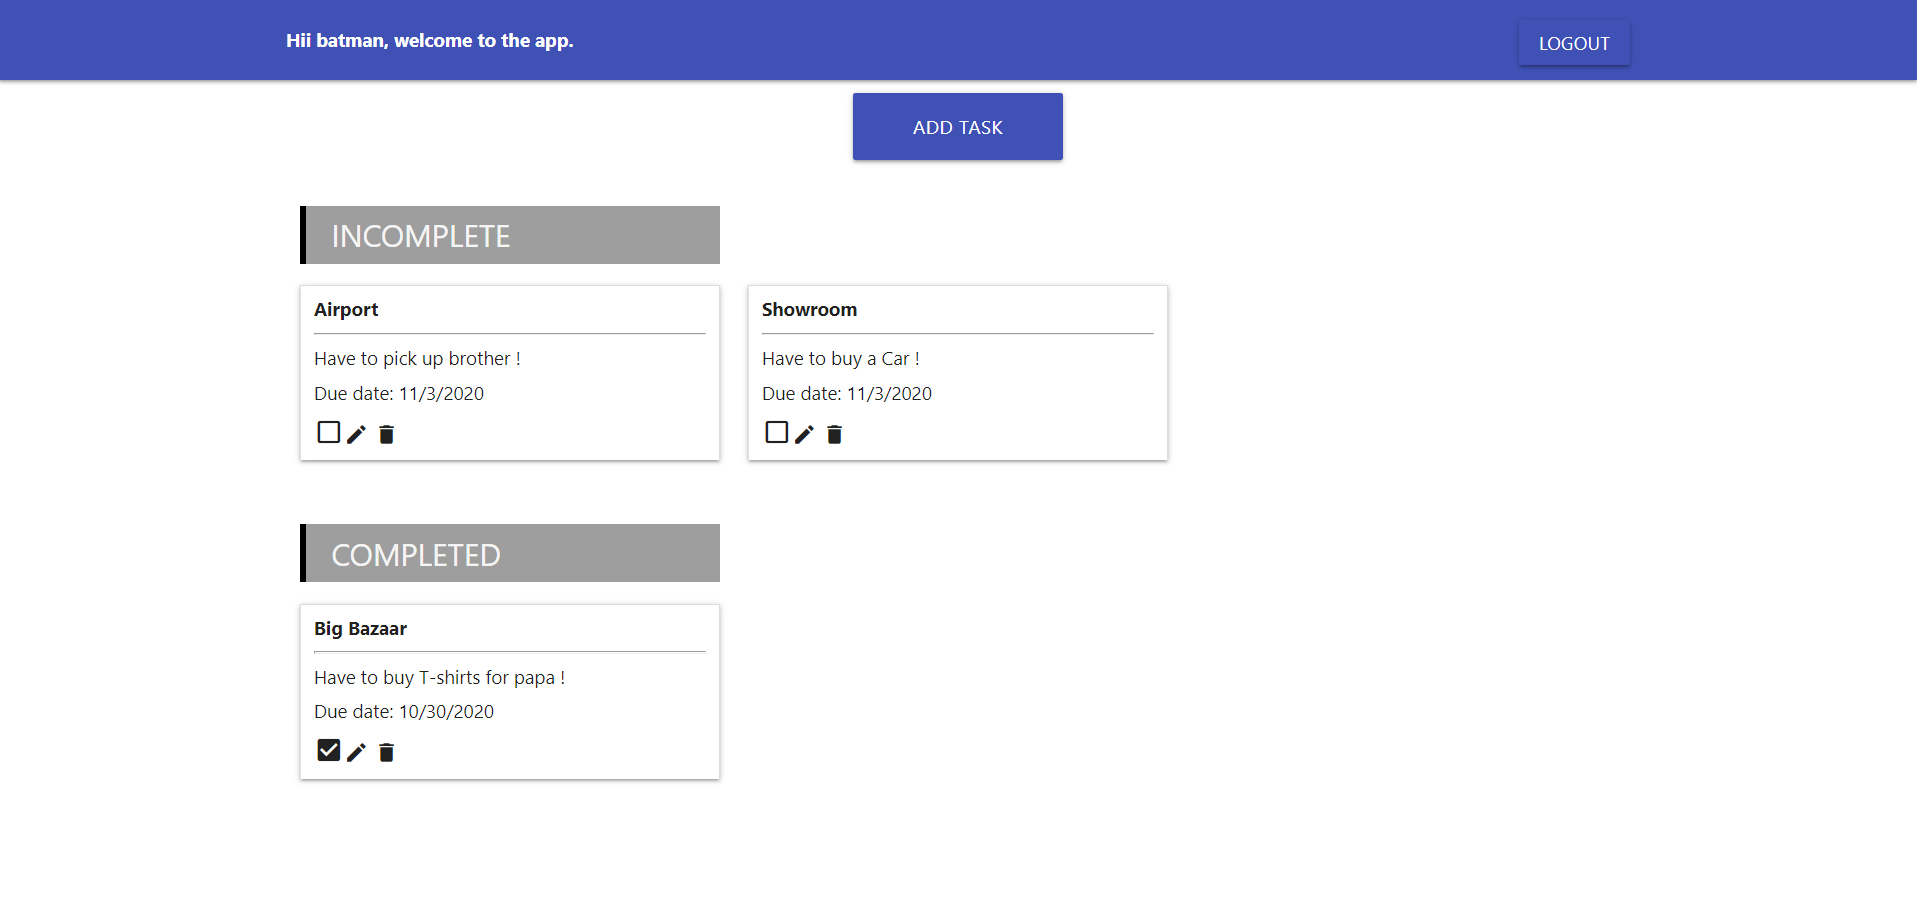 Hii batman, welcome to the app.
LOGOUT
ADD TASK
INCOMPLETE
Airport
Have to pick up brother !
Due date: 11/3/2020
Showroom
Have to buy a Car !
Due date: 11/3/2020
COMPLETED
Big Bazaar
Have to buy T-shirts for papa !
Due date: 10/30/2020